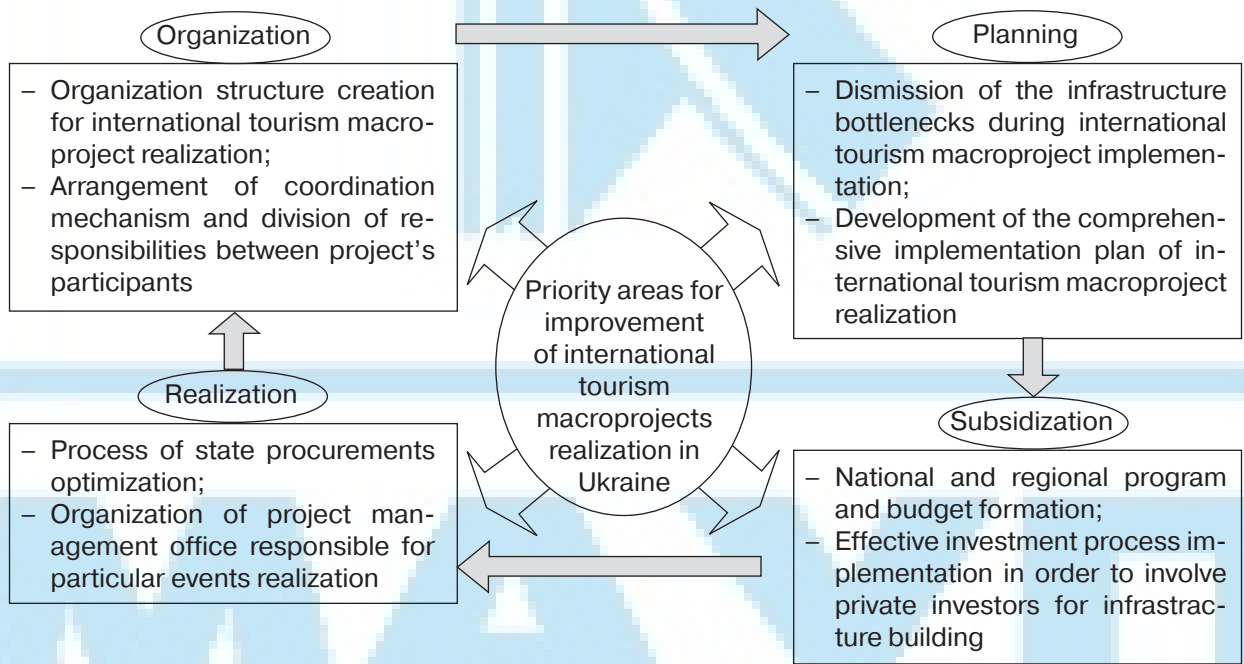 Organization
– Organization structure creation
for international tourism macro-
project realization;
– Arrangement of coordination
mechanism and division of re-
sponsibilities between project's
participants
Planning
– Dismission of the infrastructure
bottlenecks during international
tourism macroproject implemen-
tation;
– Development of the comprehen-
sive implementation plan of in-
ternational tourism macroproject
realization
Priority areas for
improvement
of international
tourism
macroprojects
realization in
Ukraine
Realization
– Process of state procurements
optimization;
– Organization of project man-
agement office responsible for
particular events realization
Subsidization
– National and regional program
and budget formation;
– Effective investment process im-
plementation in order to involve
private investors for infrastrac-
ture building